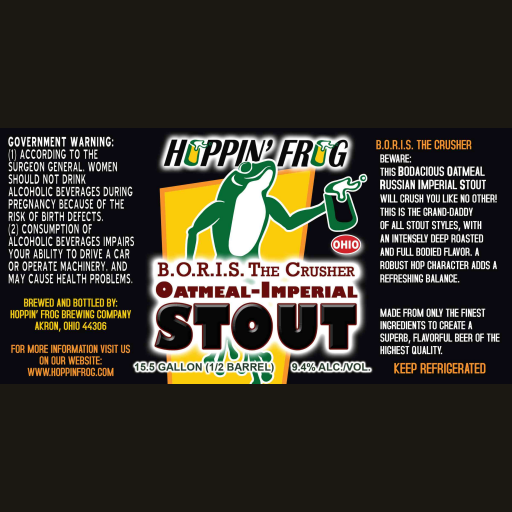 GOVERNMENT WARNING:
(1) ACCORDING TO THE
SURGEON GENERAL, WOMEN
SHOULD NOT DRINK
ALCOHOLIC BEVERAGES DURING
PREGNANCY BECAUSE OF THE
RISK OF BIRTH DEFECTS.
(2) CONSUMPTION OF
ALCOHOLIC BEVERAGES IMPAIRS
YOUR ABILITY TO DRIVE A CAR
OR OPERATE MACHINERY, AND
MAY CAUSE HEALTH PROBLEMS.
BREWED AND BOTTLED BY:
HOPPIN' FROG BREWING COMPANY
AKRON, OHIO 44306
FOR MORE INFORMATION VISIT US
ON OUR WEBSITE:
WWW.HOPPINFROG.COM
HOPPIN' FROG
OHIO
B.O.R.I.S. THE CRUSHER
OATMEAL-IMPERIAL
STOUT
15.5 GALLON (1/2 BARREL) 9.4% ALC./VOL.
B.O.R.I.S. THE CRUSHER
BEWARE:
THIS BODACIOUS OATMEAL
RUSSIAN IMPERIAL STOUT
WILL CRUSH YOU LIKE NO OTHER!
THIS IS THE GRAND-DADDY
OF ALL STOUT STYLES, WITH
AN INTENSELY DEEP ROASTED
AND FULL BODIED FLAVOR. A
ROBUST HOP CHARACTER ADDS A
REFRESHING BALANCE.
MADE FROM ONLY THE FINEST
INGREDIENTS TO CREATE A
SUPERB, FLAVORFUL BEER OF THE
HIGHEST QUALITY.
KEEP REFRIGERATED